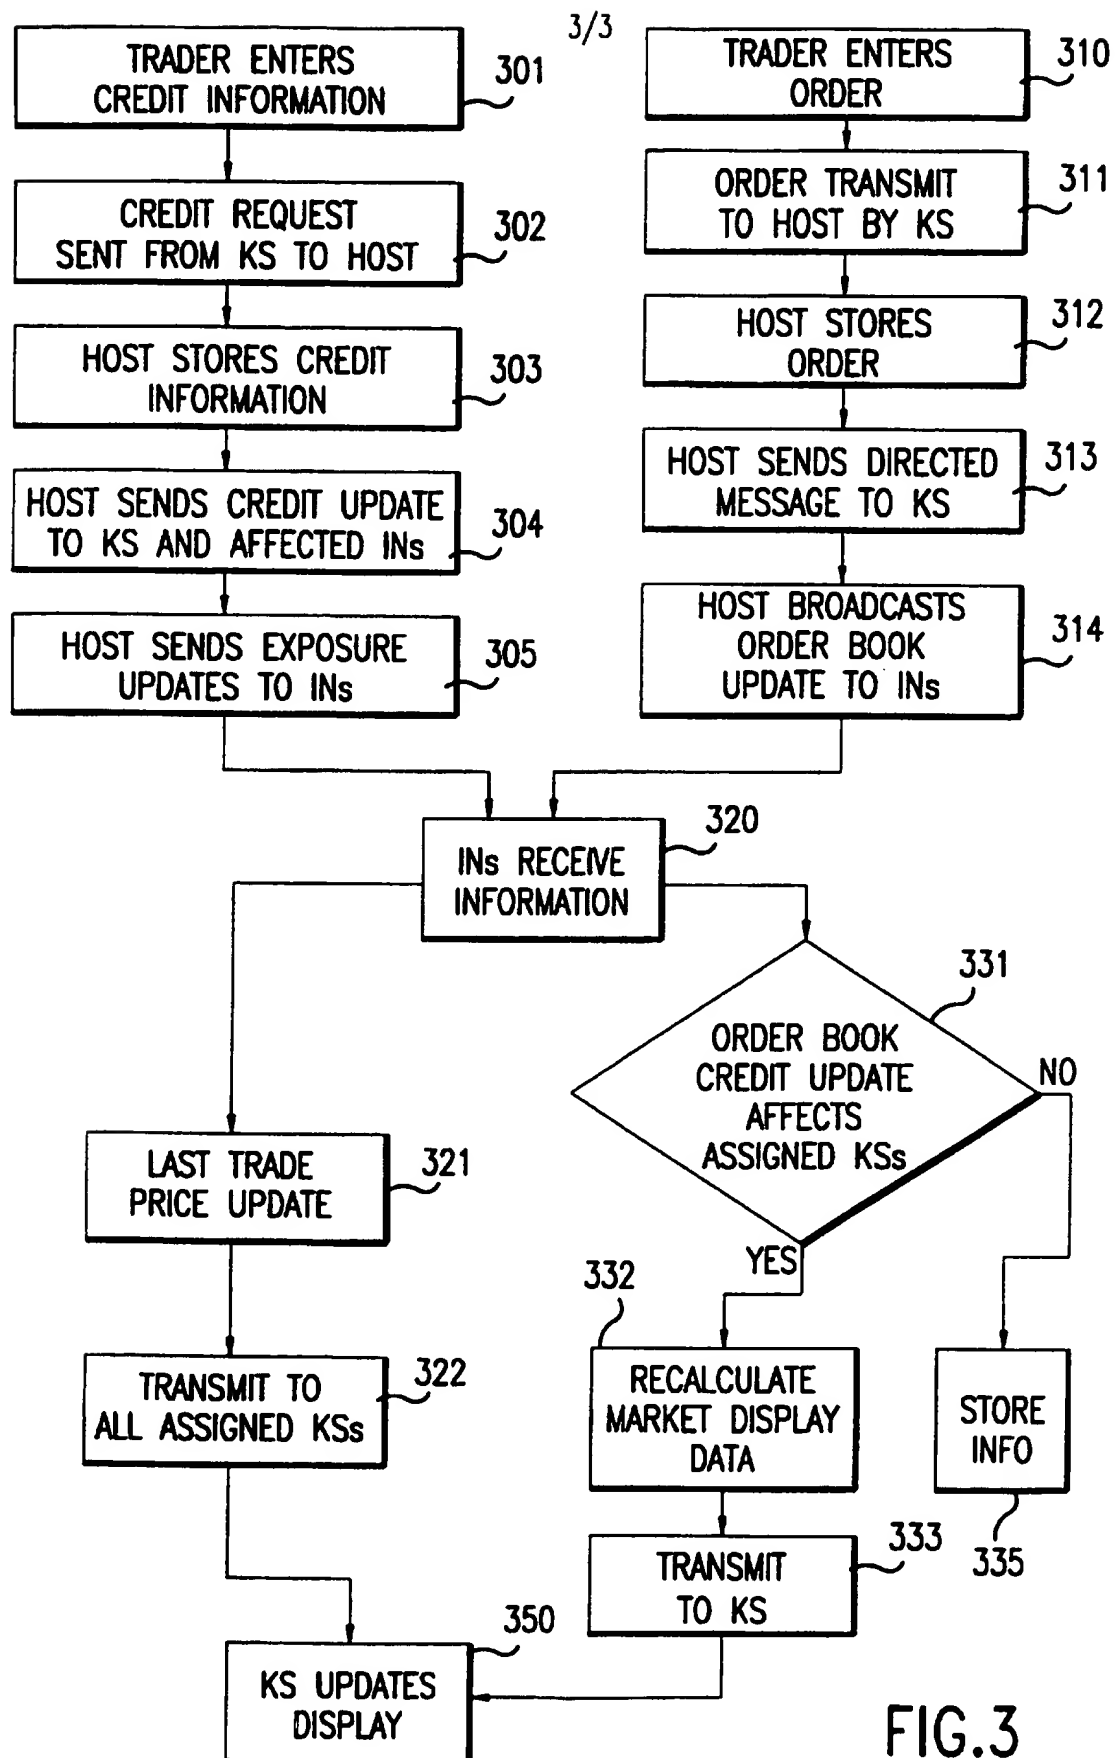 3/3
TRADER ENTERS
CREDIT INFORMATION
301
CREDIT REQUEST
SENT FROM KS TO HOST
302
HOST STORES CREDIT
INFORMATION
303
HOST SENDS CREDIT UPDATE
TO KS AND AFFECTED INs
304
HOST SENDS EXPOSURE
UPDATES TO INs
305
TRADER ENTERS
ORDER
310
ORDER TRANSMIT
TO HOST BY KS
311
HOST STORES
ORDER
312
HOST SENDS DIRECTED
MESSAGE TO KS
313
HOST BROADCASTS
ORDER BOOK
UPDATE TO INs
314
INs RECEIVE
INFORMATION
320
LAST TRADE
PRICE UPDATE
321
TRANSMIT TO
ALL ASSIGNED KSs
322
ORDER BOOK
CREDIT UPDATE
AFFECTS
ASSIGNED KSs
331
NO
YES
332
RECALCULATE
MARKET DISPLAY
DATA
STORE
INFO
335
TRANSMIT
TO KS
333
KS UPDATES
DISPLAY
350
FIG.3